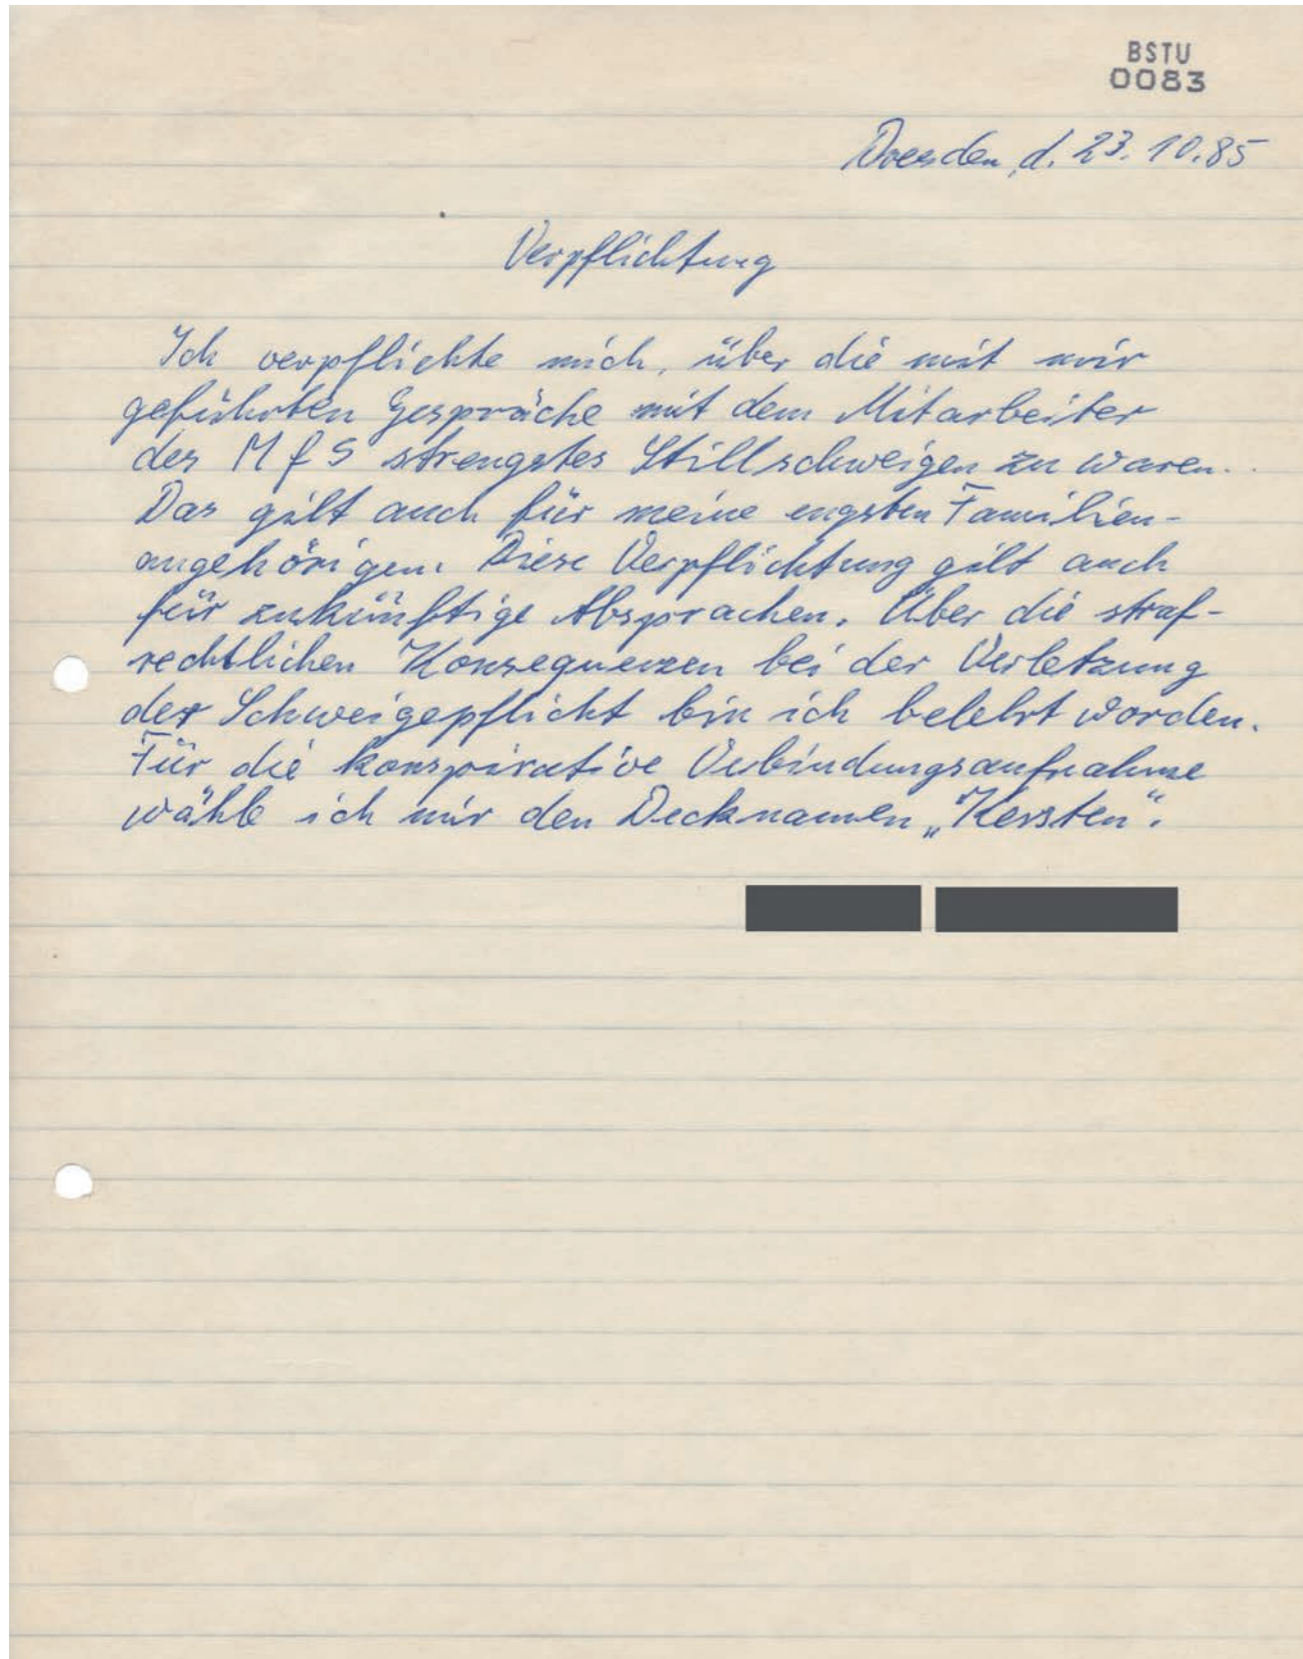 BSTU
0083
Dresden, d. 23. 10. 85
Verpflichtung
Ich verpflichte mich, über die mit mir
geführten Gespräche mit dem Mitarbeiter
des MfS strengstes Stillschweigen zu waren.
Das gilt auch für meine engsten Familien-
angehörigen. Diese Verpflichtung gilt auch
für zukünftige Absprachen. Über die straf-
rechtlichen Konsequenzen bei der Verletzung
der Schweigepflicht bin ich belehrt worden.
Für die konspirative Verbindungsaufnahme
wähle ich mir den Decknamen „Kersten“.